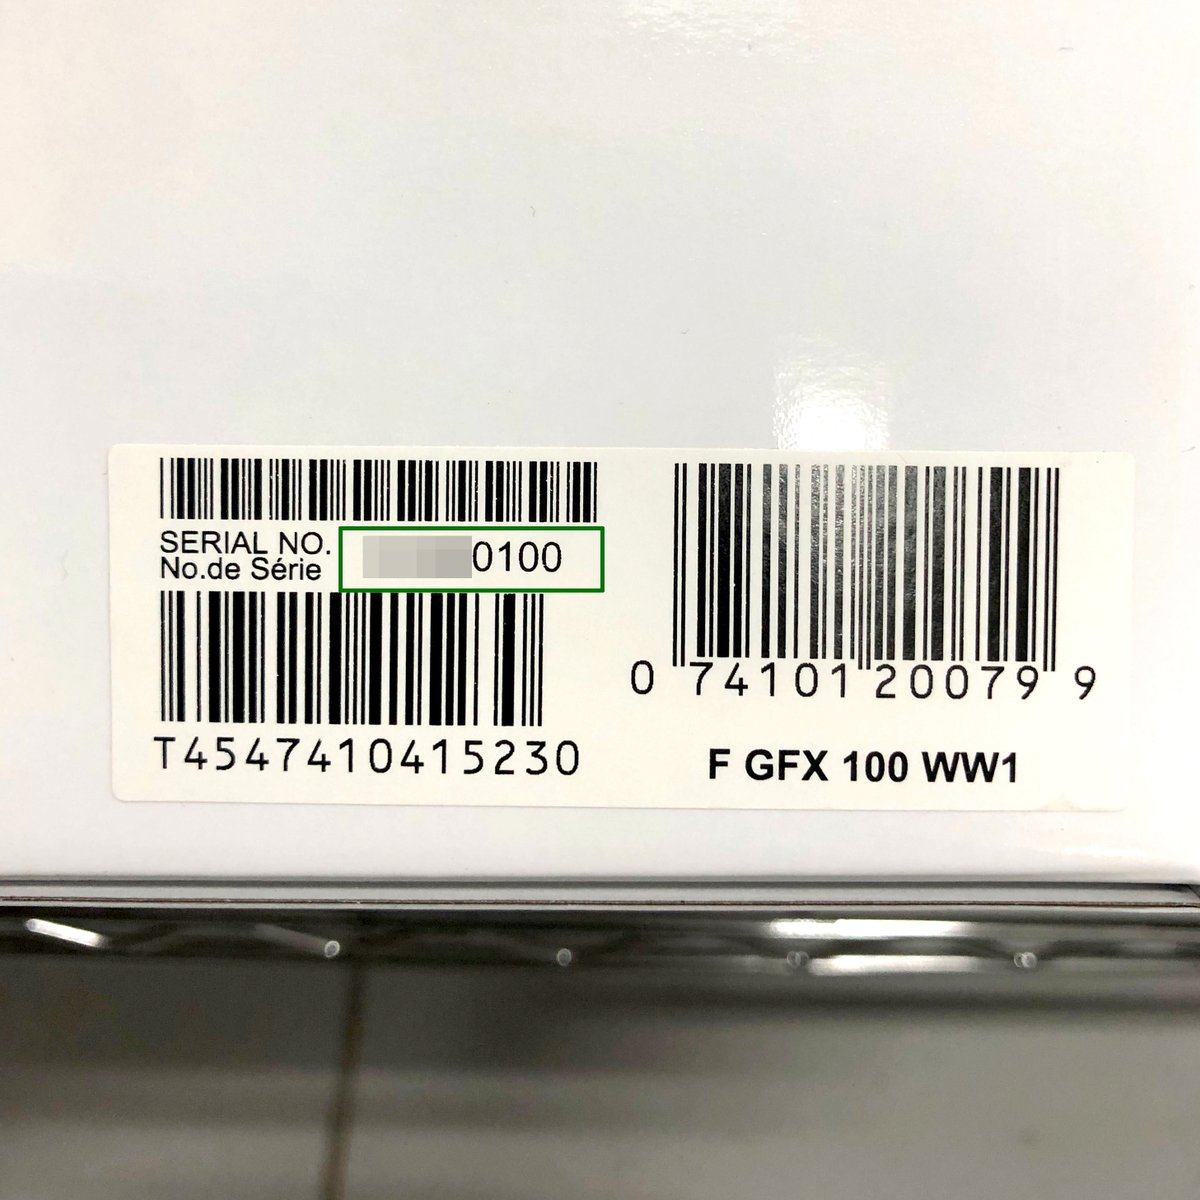 SERIAL NO.
No.de Série
0100
T4547410415230
0 74101 20079 9
F GFX 100 WW1